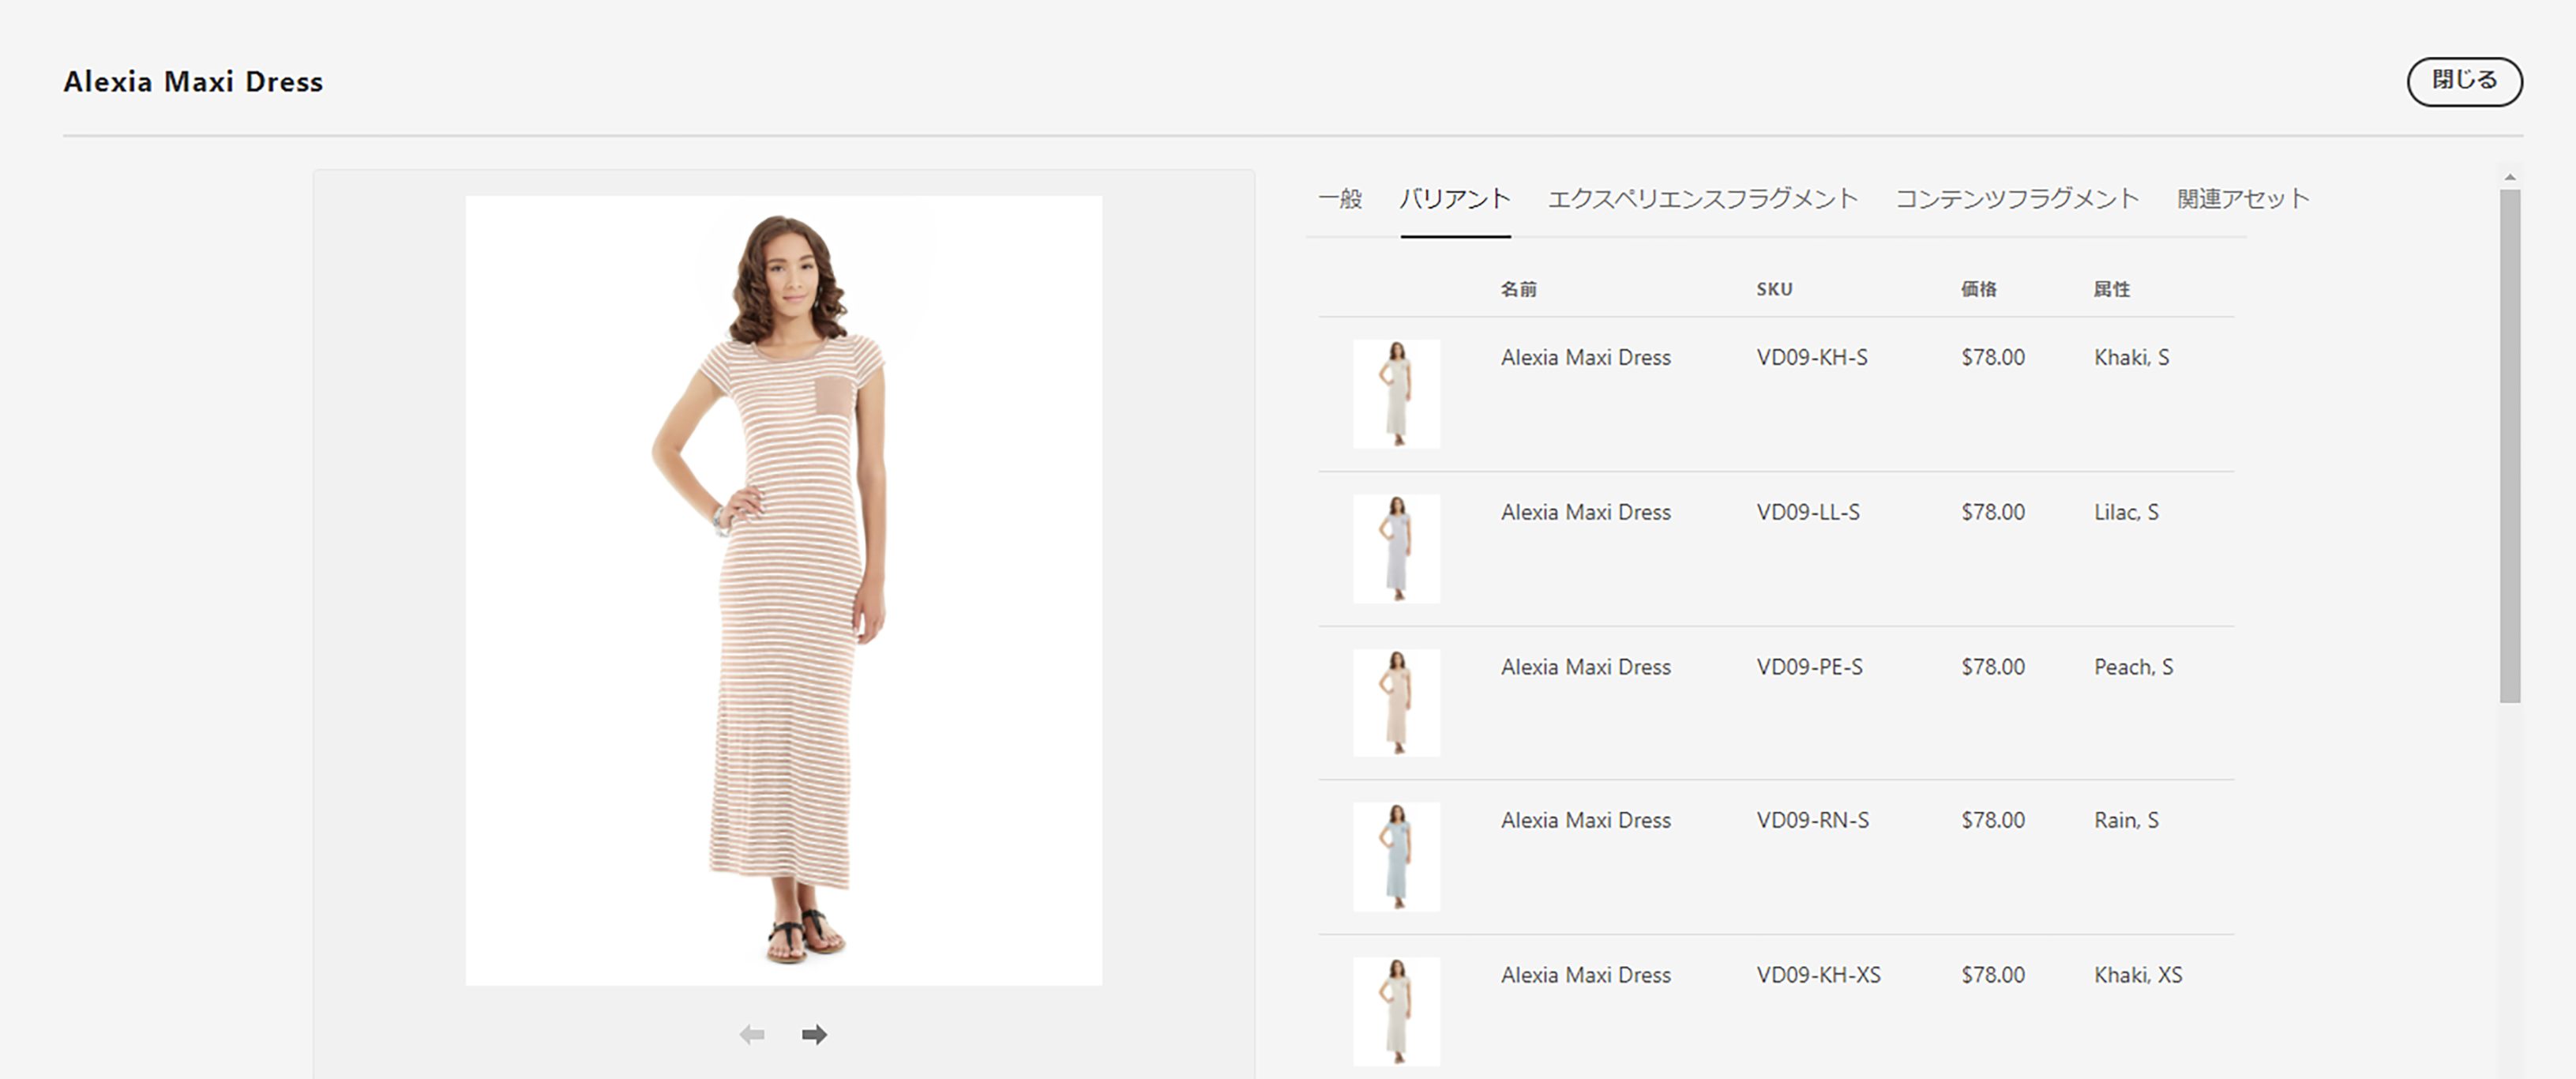 Alexia Maxi Dress
閉じる
一般 バリアント エクスペリエンスフラグメント コンテンツフラグメント 関連アセット
名前 SKU 価格 属性
Alexia Maxi Dress VD09-KH-S $78.00 Khaki, S
Alexia Maxi Dress VD09-LL-S $78.00 Lilac, S
Alexia Maxi Dress VD09-PE-S $78.00 Peach, S
Alexia Maxi Dress VD09-RN-S $78.00 Rain, S
Alexia Maxi Dress VD09-KH-XS $78.00 Khaki, XS